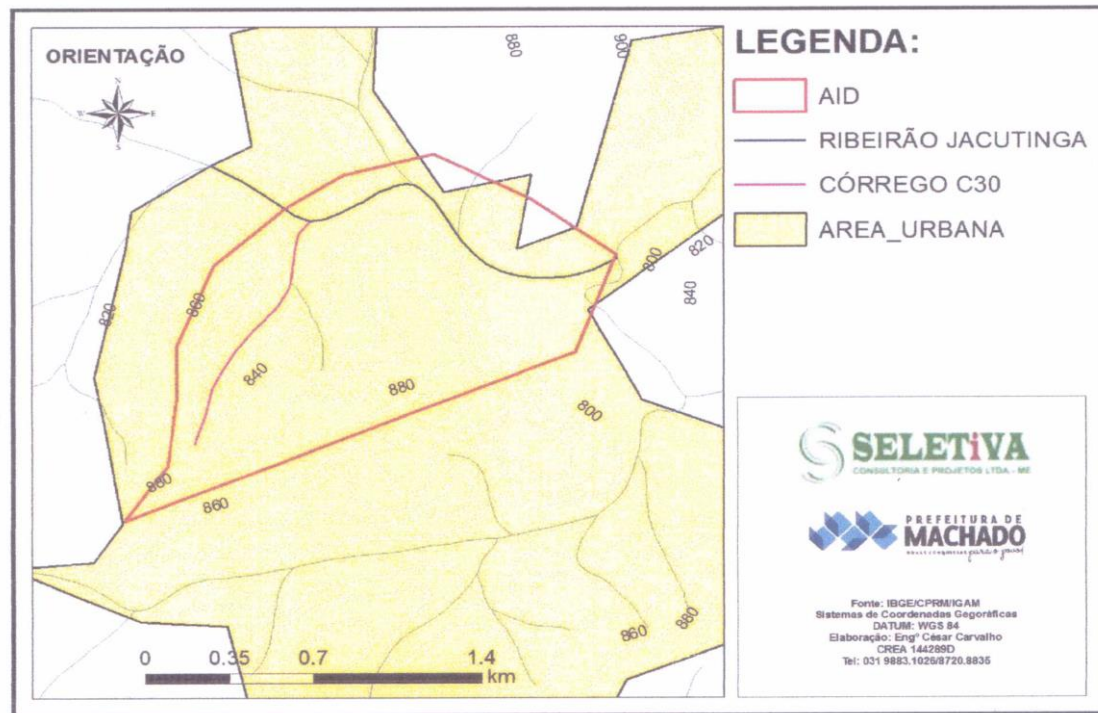 ORIENTAÇÃO
N
W
E
S
880
900
820
860
800
820
840
840
880
800
860
860
860
880
0 0.35 0.7 1.4
km
LEGENDA:
AID
RIBEIRÃO JACUTINGA
CÓRREGO C30
AREA_URBANA
SELETiVA
CONSULTORIA E PROJETOS LTDA - ME
PREFEITURA DE
MACHADO
Fonte: IBGE/CPRM/IGAM
Sistemas de Coordenadas Gegoráficas
DATUM: WGS 84
Elaboração: Engº César Carvalho
CREA 144289D
Tel: 031 9883.1026/8720.8835